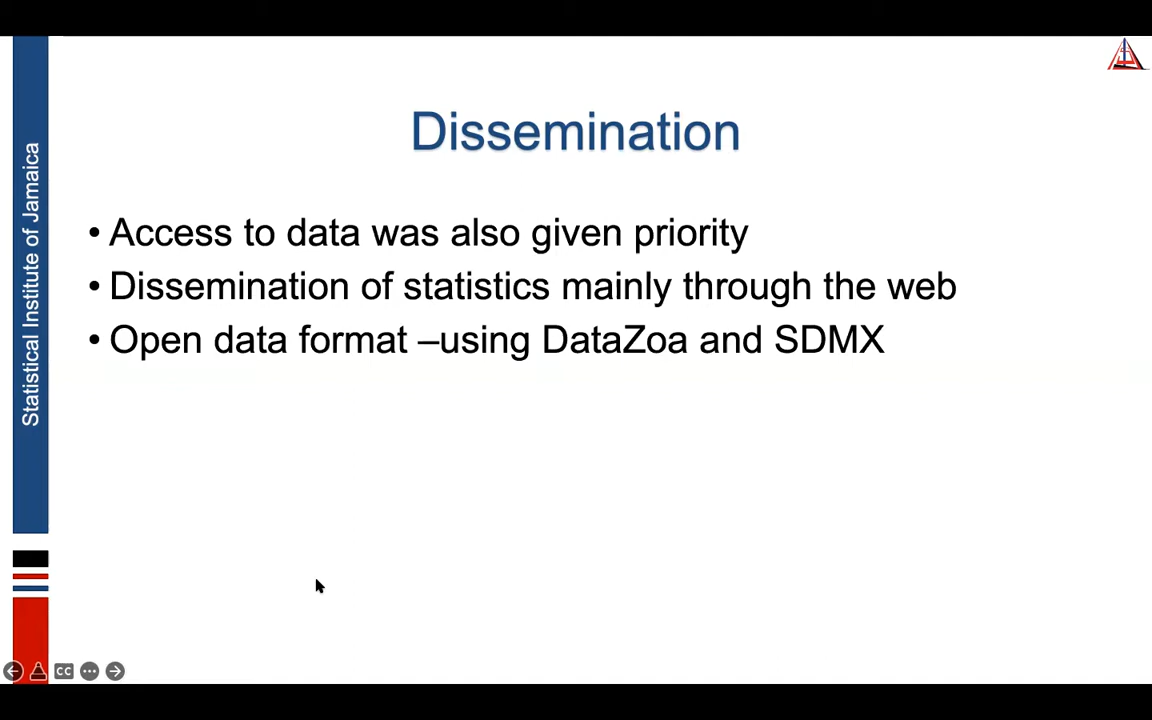 Statistical Institute of Jamaica
Dissemination
• Access to data was also given priority
• Dissemination of statistics mainly through the web
• Open data format –using DataZoa and SDMX
CC